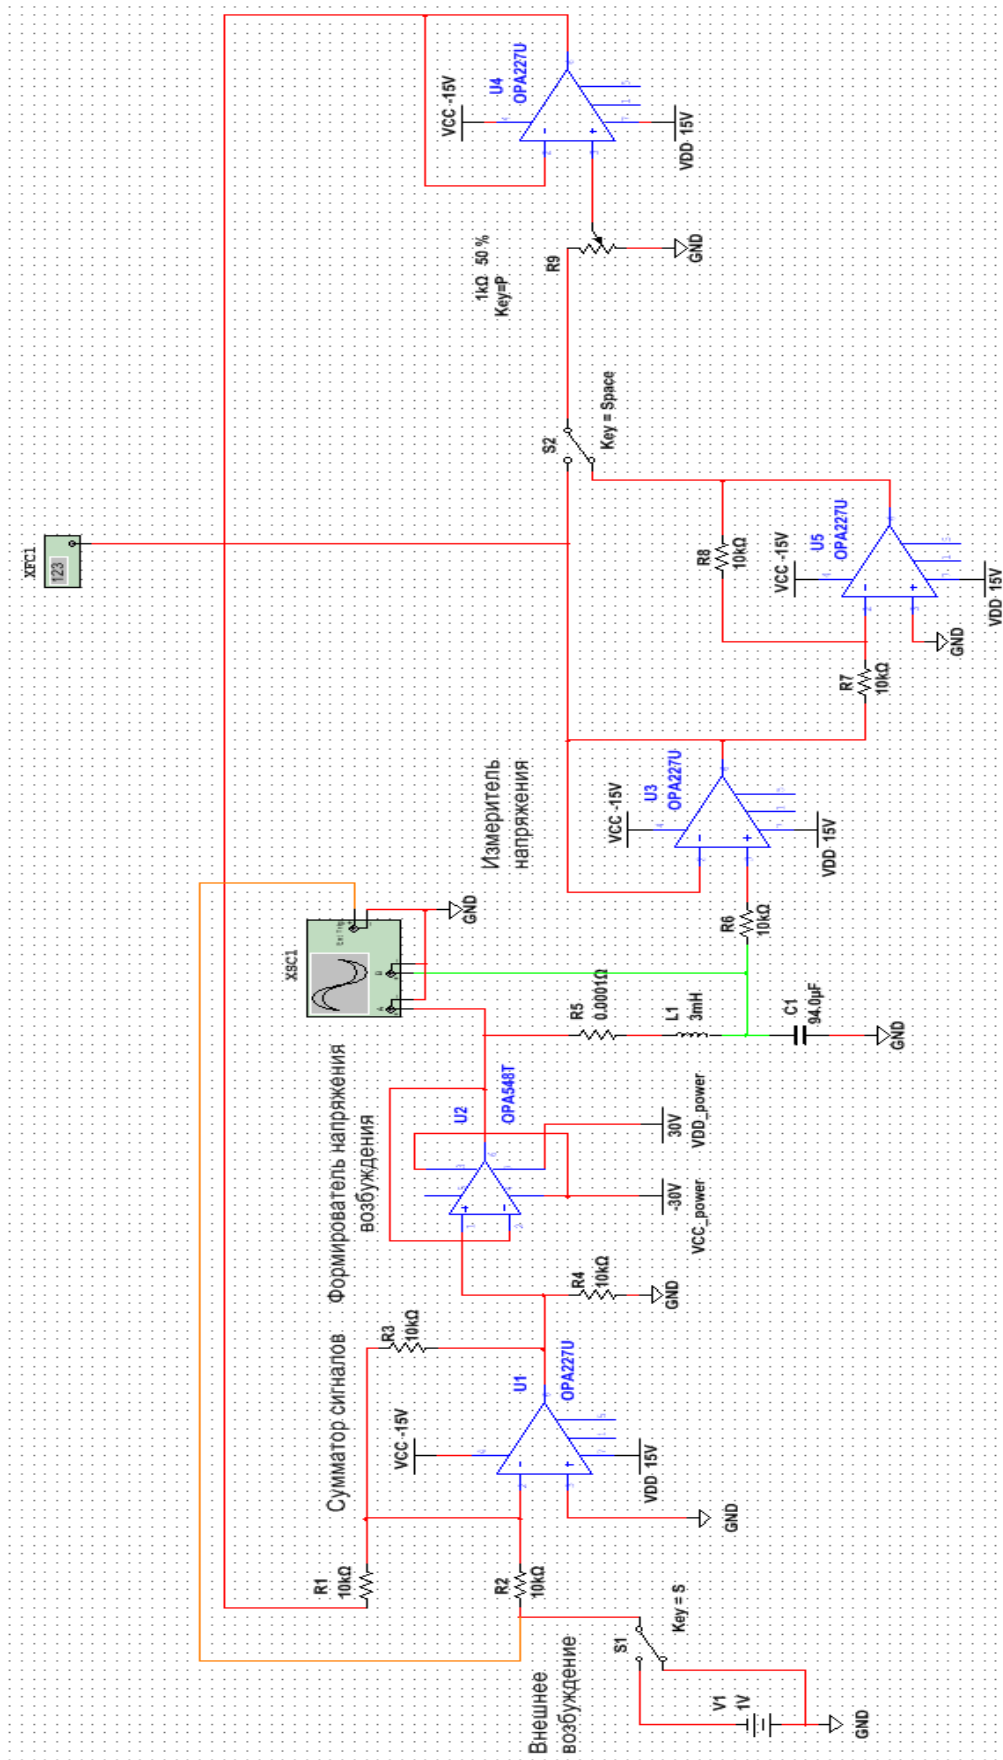 Внешнее
возбуждение
V1
1V
GND
S1
Key = S
R1
10kΩ
R2
10kΩ
Сумматор сигналов
VCC -15V
U1
OPA227U
VDD 15V
GND
R3
10kΩ
R4
10kΩ
GND
Формирователь напряжения
возбуждения
U2
OPA548T
-30V
VCC_power
30V
VDD_power
XSC1
Ext Trig
A
B
GND
R5
0.0001Ω
L1
3mH
C1
94.0µF
GND
R6
10kΩ
Измеритель
напряжения
VCC -15V
U3
OPA227U
VDD 15V
R7
10kΩ
R8
10kΩ
GND
VCC -15V
U5
OPA227U
VDD 15V
XFC1
123
S2
Key = Space
1kΩ 50 %
Key=P
R9
GND
VCC -15V
U4
OPA227U
VDD 15V